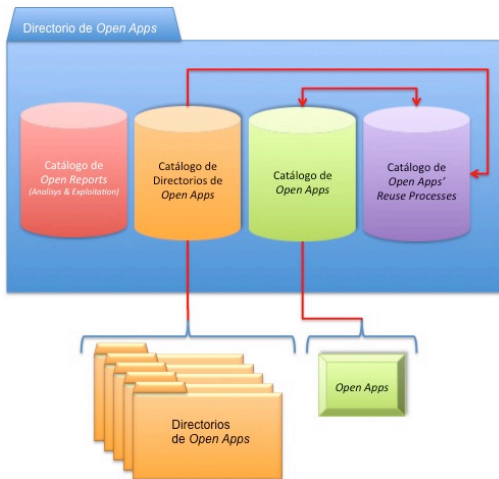 Directorio de Open Apps
Catálogo de
Open Reports
(Analisys & Exploitation)
Catálogo de
Directorios de
Open Apps
Catálogo de
Open Apps
Catálogo de
Open Apps'
Reuse Processes
Directorios
de Open Apps
Open Apps